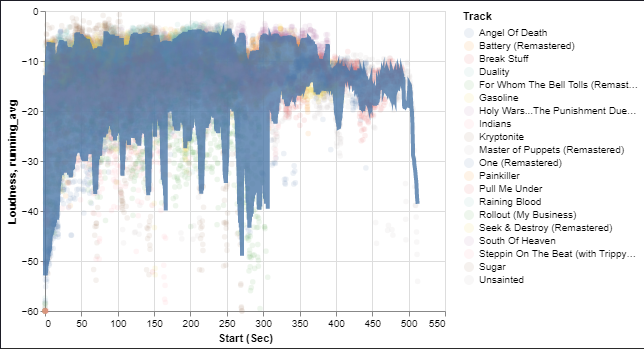 Track
Angel Of Death
Battery (Remastered)
Break Stuff
Duality
For Whom The Bell Tolls (Remast...
Gasoline
Holy Wars...The Punishment Due...
Indians
Kryptonite
Master of Puppets (Remastered)
One (Remastered)
Painkiller
Pull Me Under
Raining Blood
Rollout (My Business)
Seek & Destroy (Remastered)
South Of Heaven
Steppin On The Beat (with Trippy...
Sugar
Unsainted
Loudness, running_avg
0
−10
−20
−30
−40
−50
−60
0 50 100 150 200 250 300 350 400 450 500 550
Start (Sec)